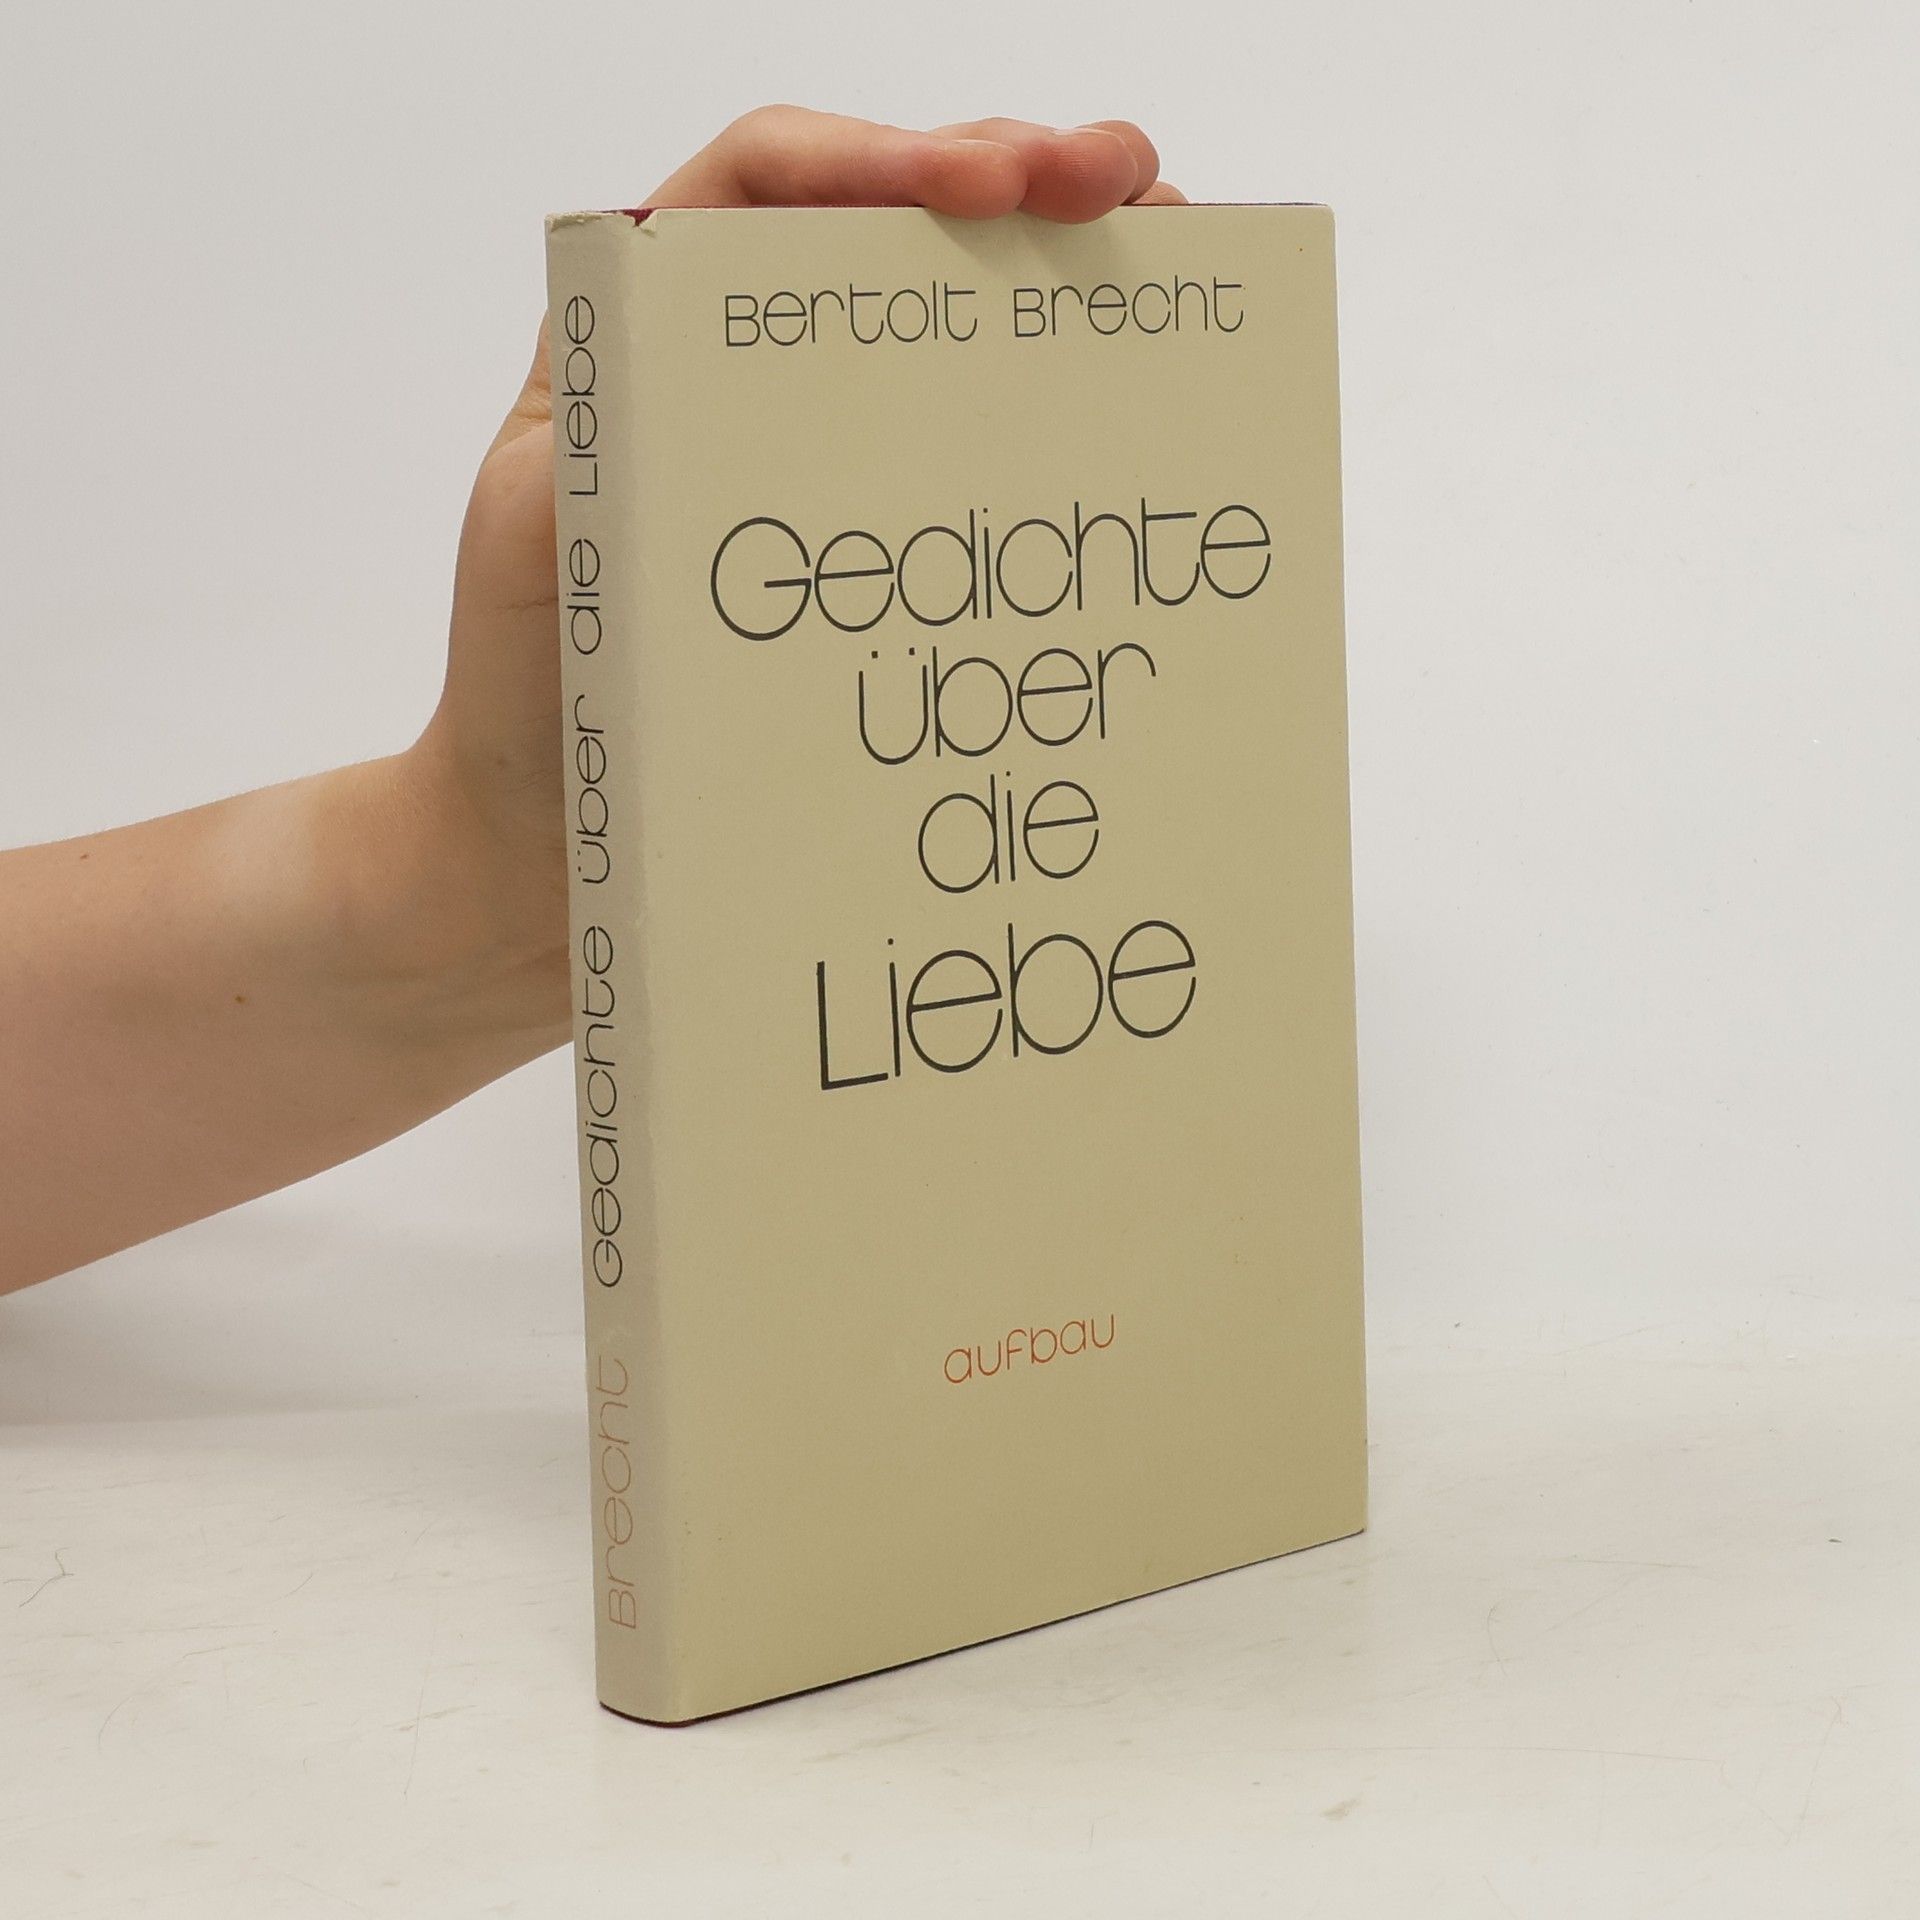 Bertolt Brecht
Gedichte
über
die
Liebe
aufbau
Brecht Gedichte über die Liebe